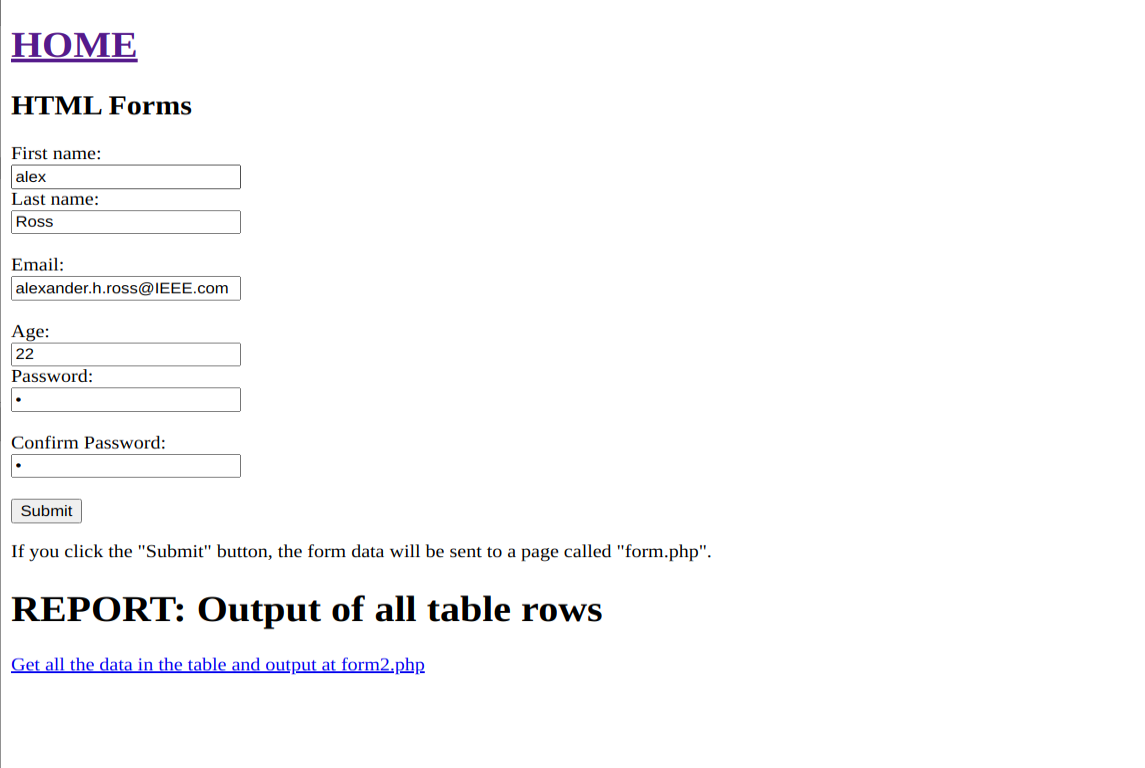 HOME
HTML Forms
First name:
alex
Last name:
Ross
Email:
alexander.h.ross@IEEE.com
Age:
22
Password:
•
Confirm Password:
•
Submit
If you click the "Submit" button, the form data will be sent to a page called "form.php".
REPORT: Output of all table rows
Get all the data in the table and output at form2.php